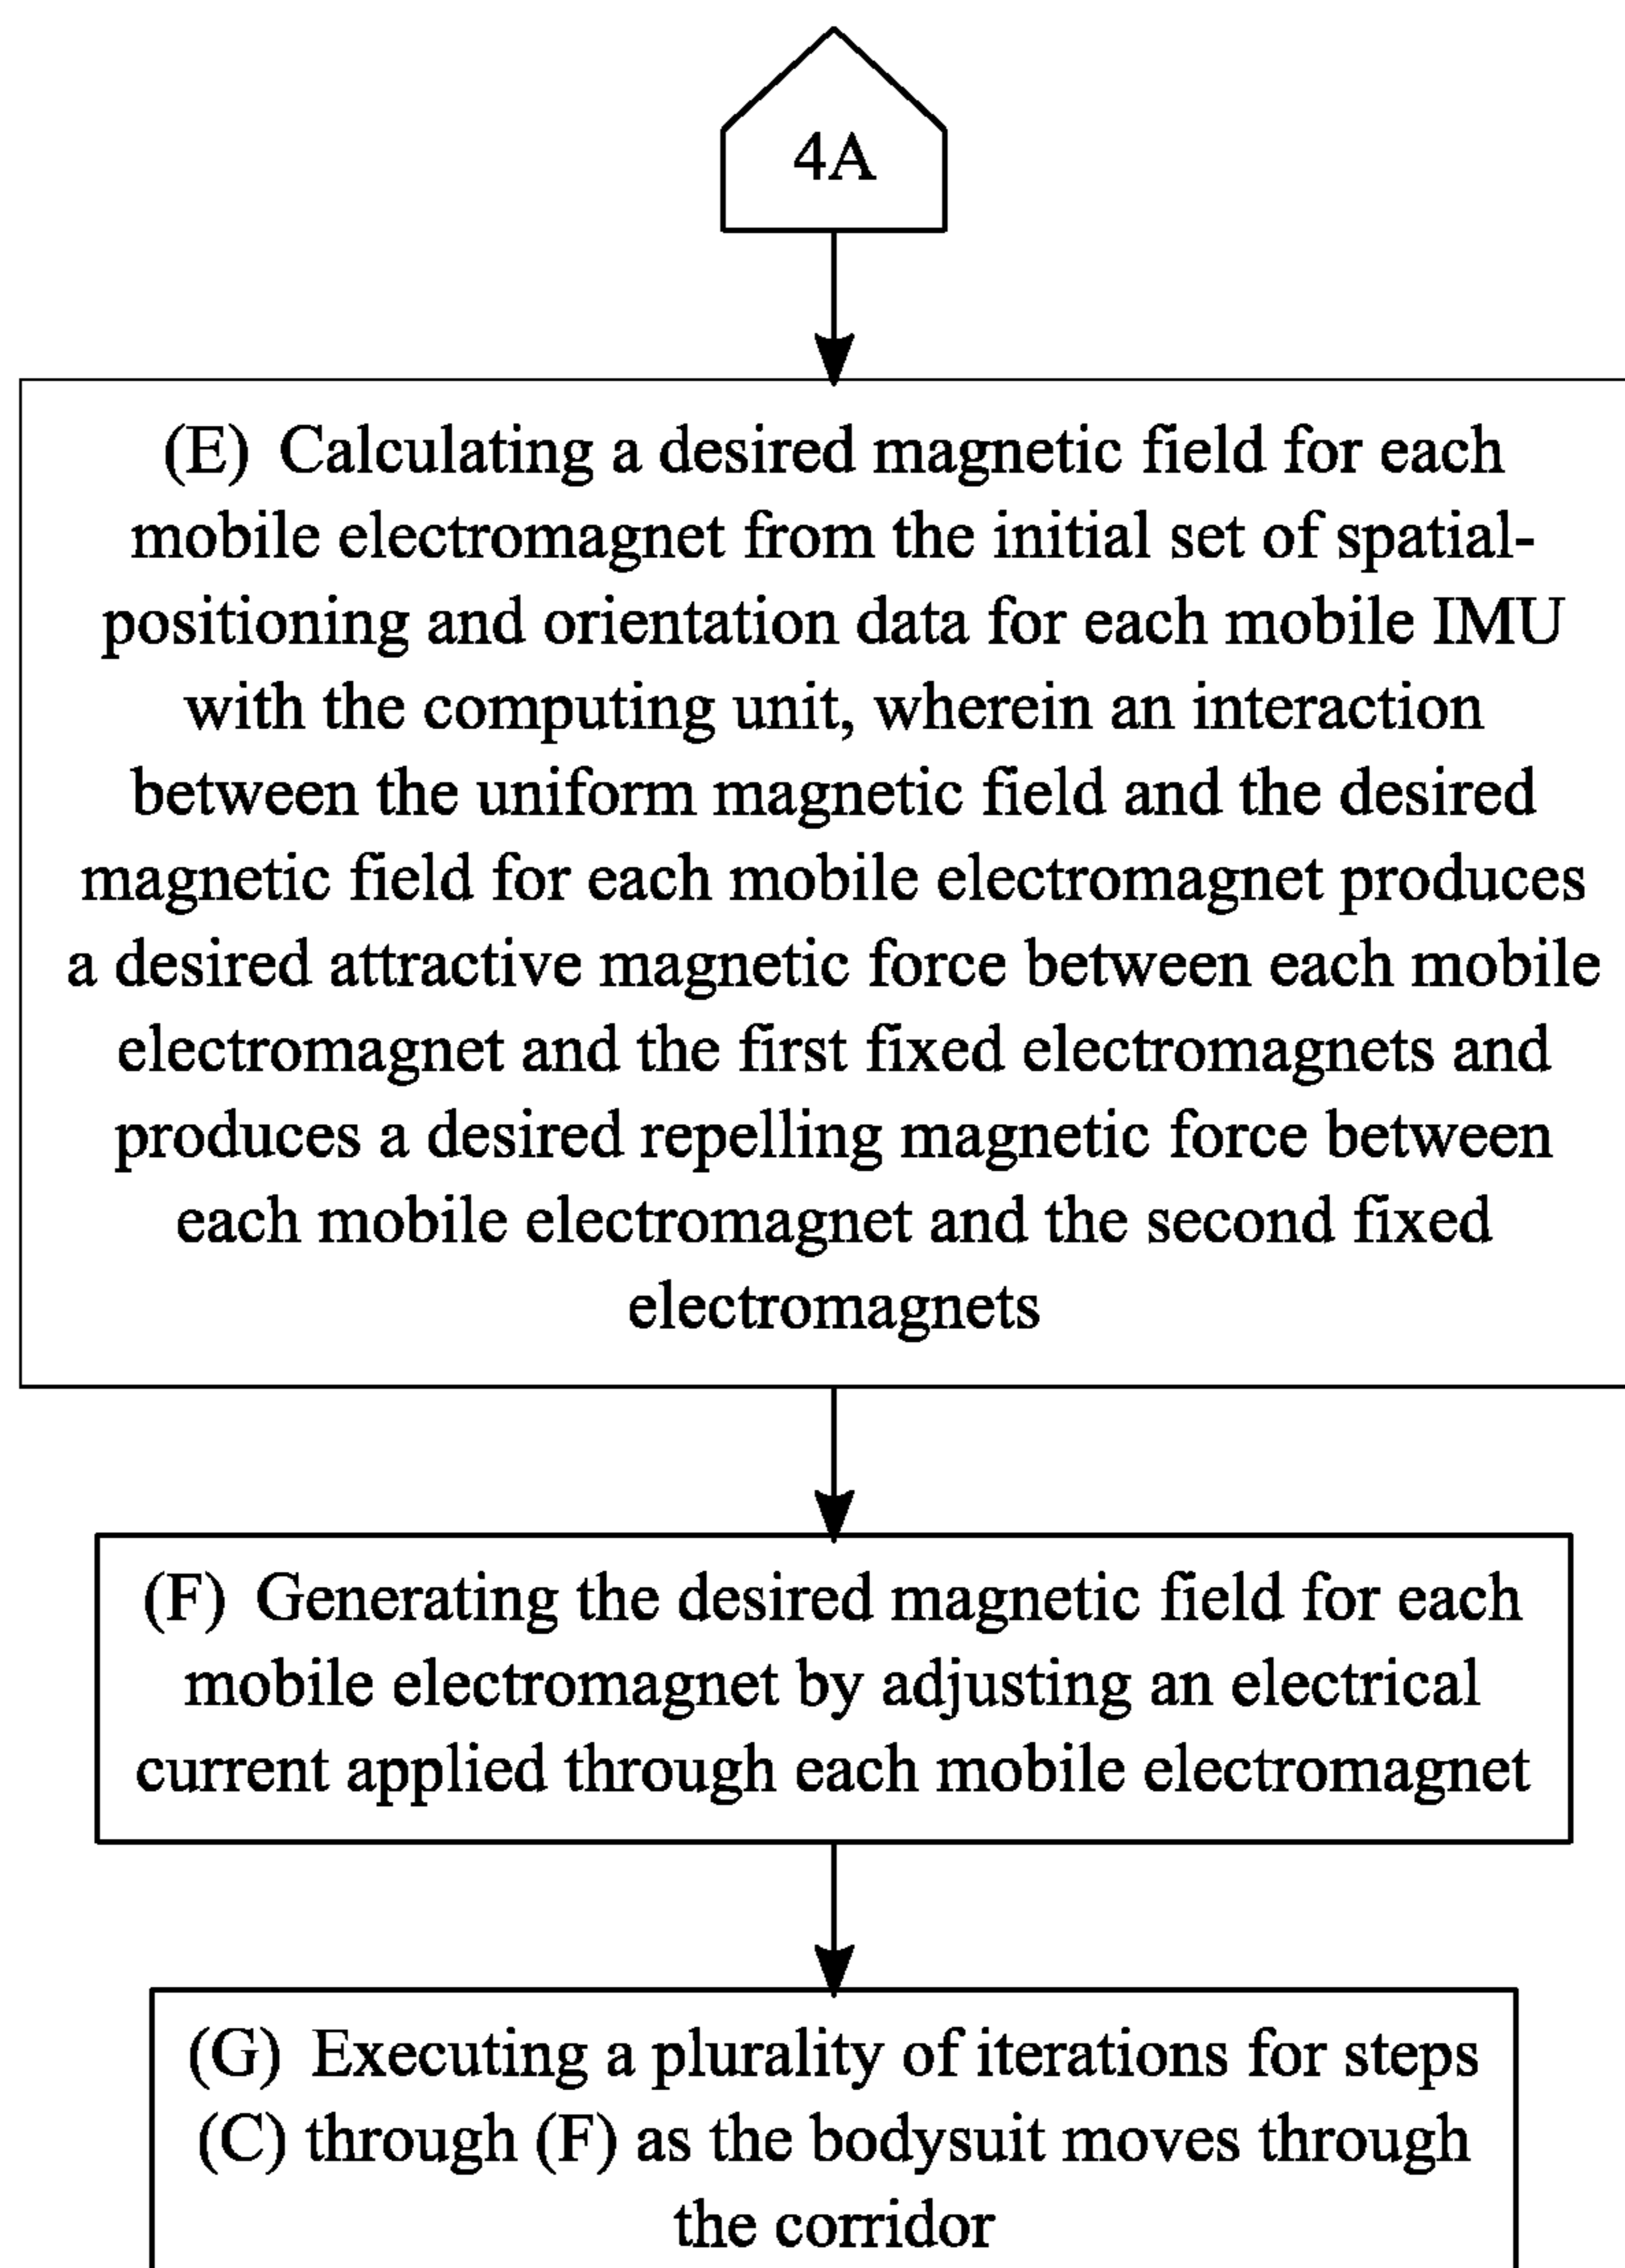 4A
(E) Calculating a desired magnetic field for each
mobile electromagnet from the initial set of spatial-
positioning and orientation data for each mobile IMU
with the computing unit, wherein an interaction
between the uniform magnetic field and the desired
magnetic field for each mobile electromagnet produces
a desired attractive magnetic force between each mobile
electromagnet and the first fixed electromagnets and
produces a desired repelling magnetic force between
each mobile electromagnet and the second fixed
electromagnets
(F) Generating the desired magnetic field for each
mobile electromagnet by adjusting an electrical
current applied through each mobile electromagnet
(G) Executing a plurality of iterations for steps
(C) through (F) as the bodysuit moves through
the corridor